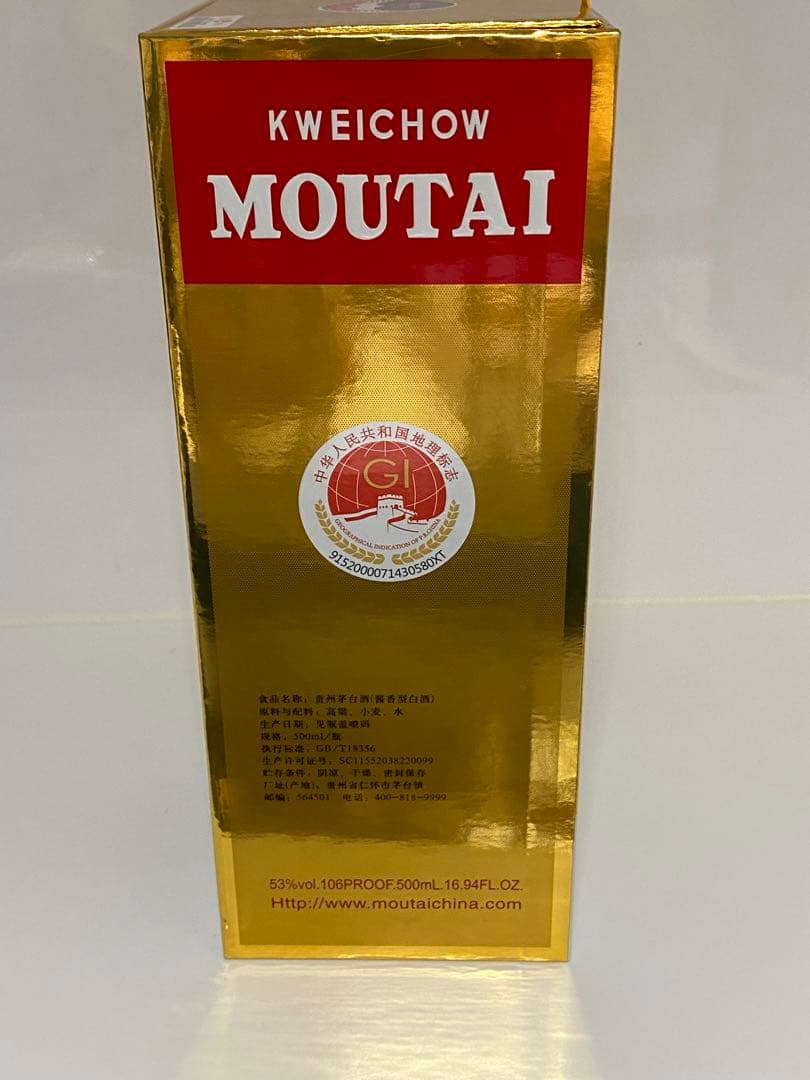 KWEICHOW
MOUTAI
中华人民共和国地理标志
GI
GEOGRAPHICAL INDICATION OF P.R.CHINA
9152000071430580XT
食品名称：贵州茅台酒(酱香型白酒)
原料与配料：高粱、小麦、水
生产日期：见瓶盖喷码
规格：500ml/瓶
执行标准：GB/T18356
生产许可证号：SC11552038220099
贮存条件：阴凉、干燥、密封保存
厂址(产地)：贵州省仁怀市茅台镇
邮编：564501 电话：400-818-9999
53%vol.106PROOF.500mL.16.94FL.OZ.
Http://www.moutaichina.com